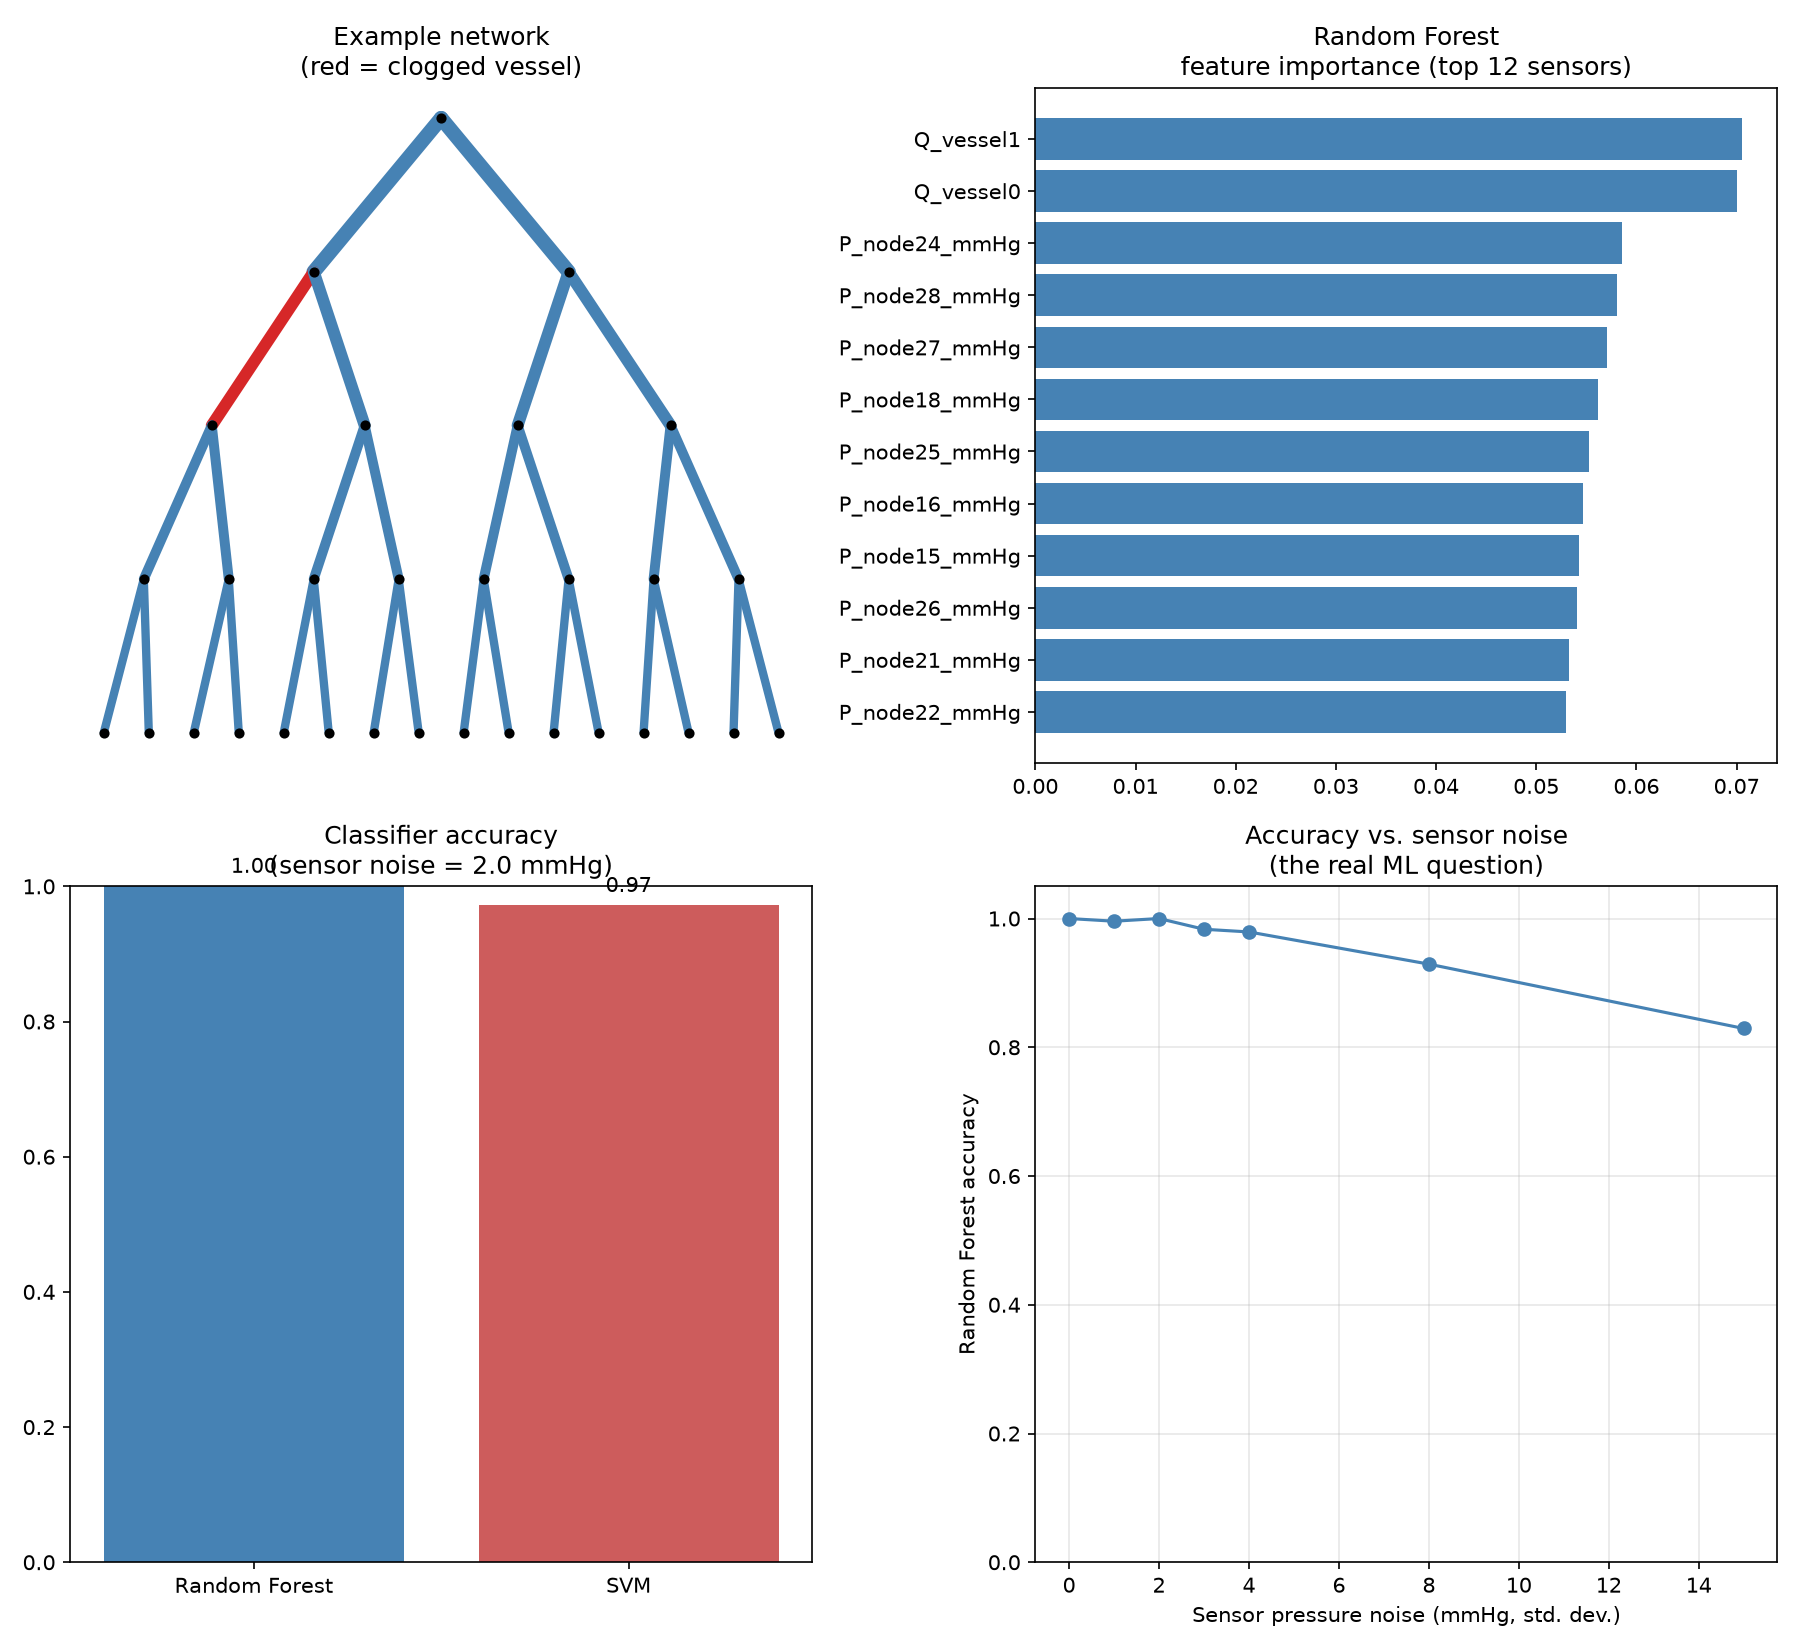 Example network
(red = clogged vessel)
Random Forest
feature importance (top 12 sensors)
Q_vessel1
Q_vessel0
P_node24_mmHg
P_node28_mmHg
P_node27_mmHg
P_node18_mmHg
P_node25_mmHg
P_node16_mmHg
P_node15_mmHg
P_node26_mmHg
P_node21_mmHg
P_node22_mmHg
0.00 0.01 0.02 0.03 0.04 0.05 0.06 0.07
Classifier accuracy
(sensor noise = 2.0 mmHg)
1.00
0.97
1.0
0.8
0.6
0.4
0.2
0.0
Random Forest SVM
Accuracy vs. sensor noise
(the real ML question)
Random Forest accuracy
1.0
0.8
0.6
0.4
0.2
0.0
0 2 4 6 8 10 12 14
Sensor pressure noise (mmHg, std. dev.)